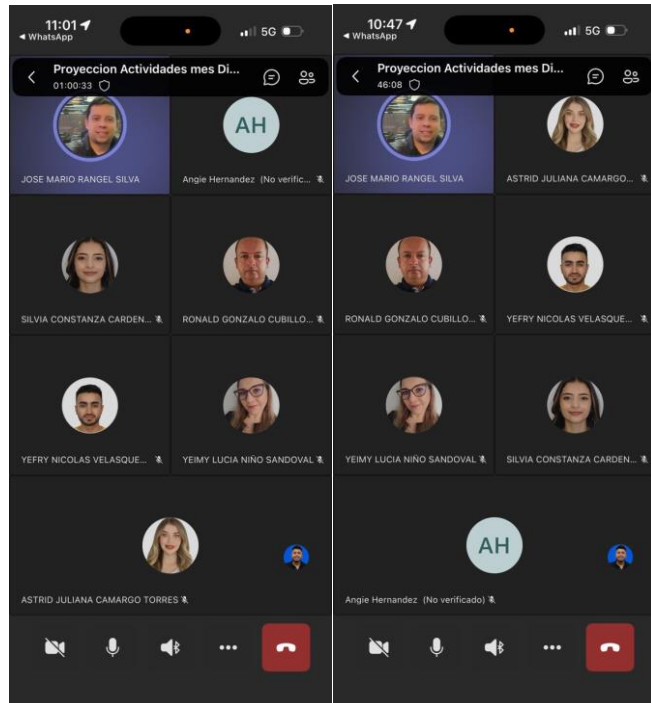 11:01
WhatsApp
5G
Proyeccion Actividades mes Di...
01:00:33
JOSE MARIO RANGEL SILVA
AH
Angie Hernandez (No verific...
SILVIA CONSTANZA CARDEN...
RONALD GONZALO CUBILLO...
YEFRY NICOLAS VELASQUE...
YEIMY LUCIA NIÑO SANDOVAL
ASTRID JULIANA CAMARGO TORRES
10:47
WhatsApp
5G
Proyeccion Actividades mes Di...
46:08
JOSE MARIO RANGEL SILVA
ASTRID JULIANA CAMARGO...
RONALD GONZALO CUBILLO...
YEFRY NICOLAS VELASQUE...
YEIMY LUCIA NIÑO SANDOVAL
SILVIA CONSTANZA CARDEN...
AH
Angie Hernandez (No verificado)